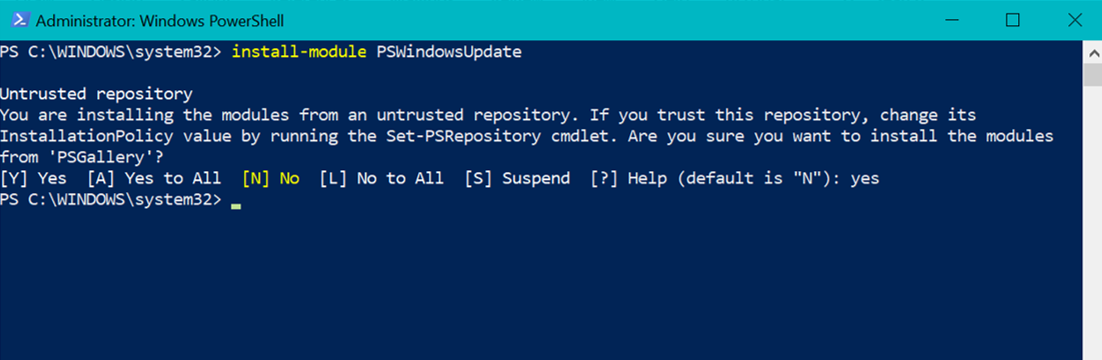 Administrator: Windows PowerShell
PS C:\WINDOWS\system32> install-module PSWindowsUpdate
Untrusted repository
You are installing the modules from an untrusted repository. If you trust this repository, change its
InstallationPolicy value by running the Set-PSRepository cmdlet. Are you sure you want to install the modules
from 'PSGallery'?
[Y] Yes  [A] Yes to All  [N] No  [L] No to All  [S] Suspend  [?] Help (default is "N"): yes
PS C:\WINDOWS\system32>